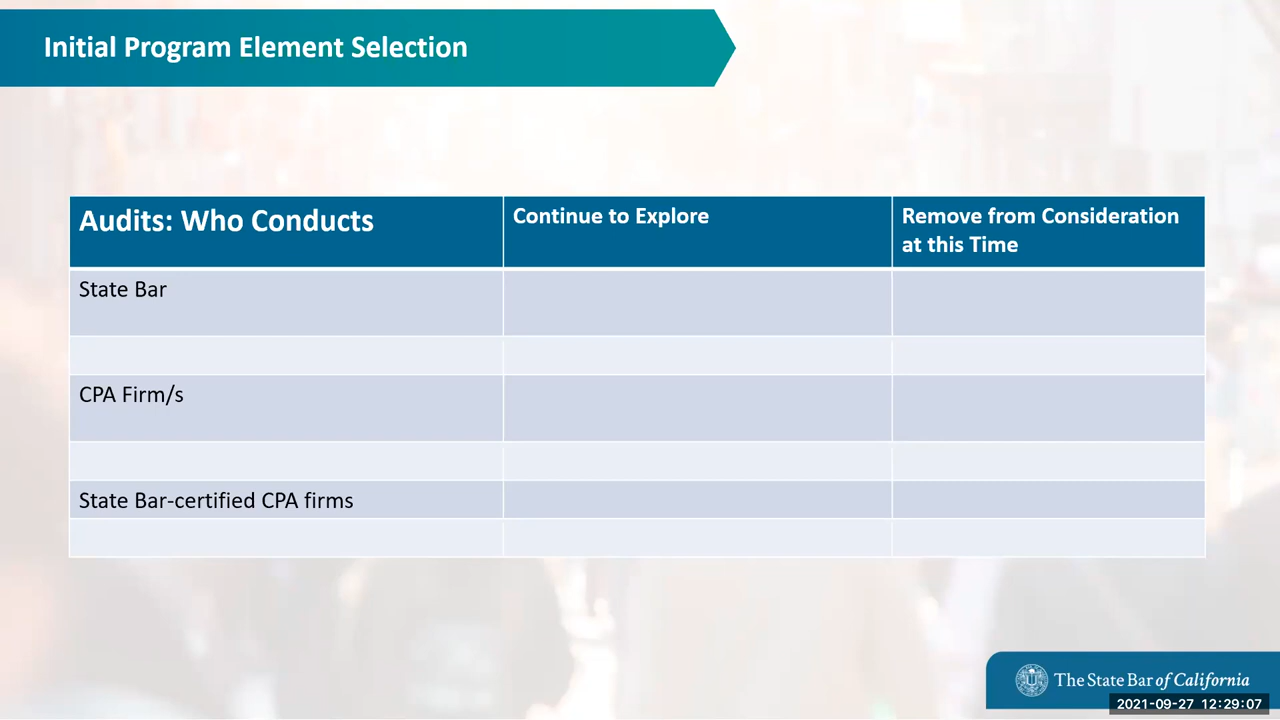 Initial Program Element Selection
Audits: Who Conducts
Continue to Explore
Remove from Consideration
at this Time
State Bar
CPA Firm/s
State Bar-certified CPA firms
The State Bar of California
2021-09-27 12:29:07